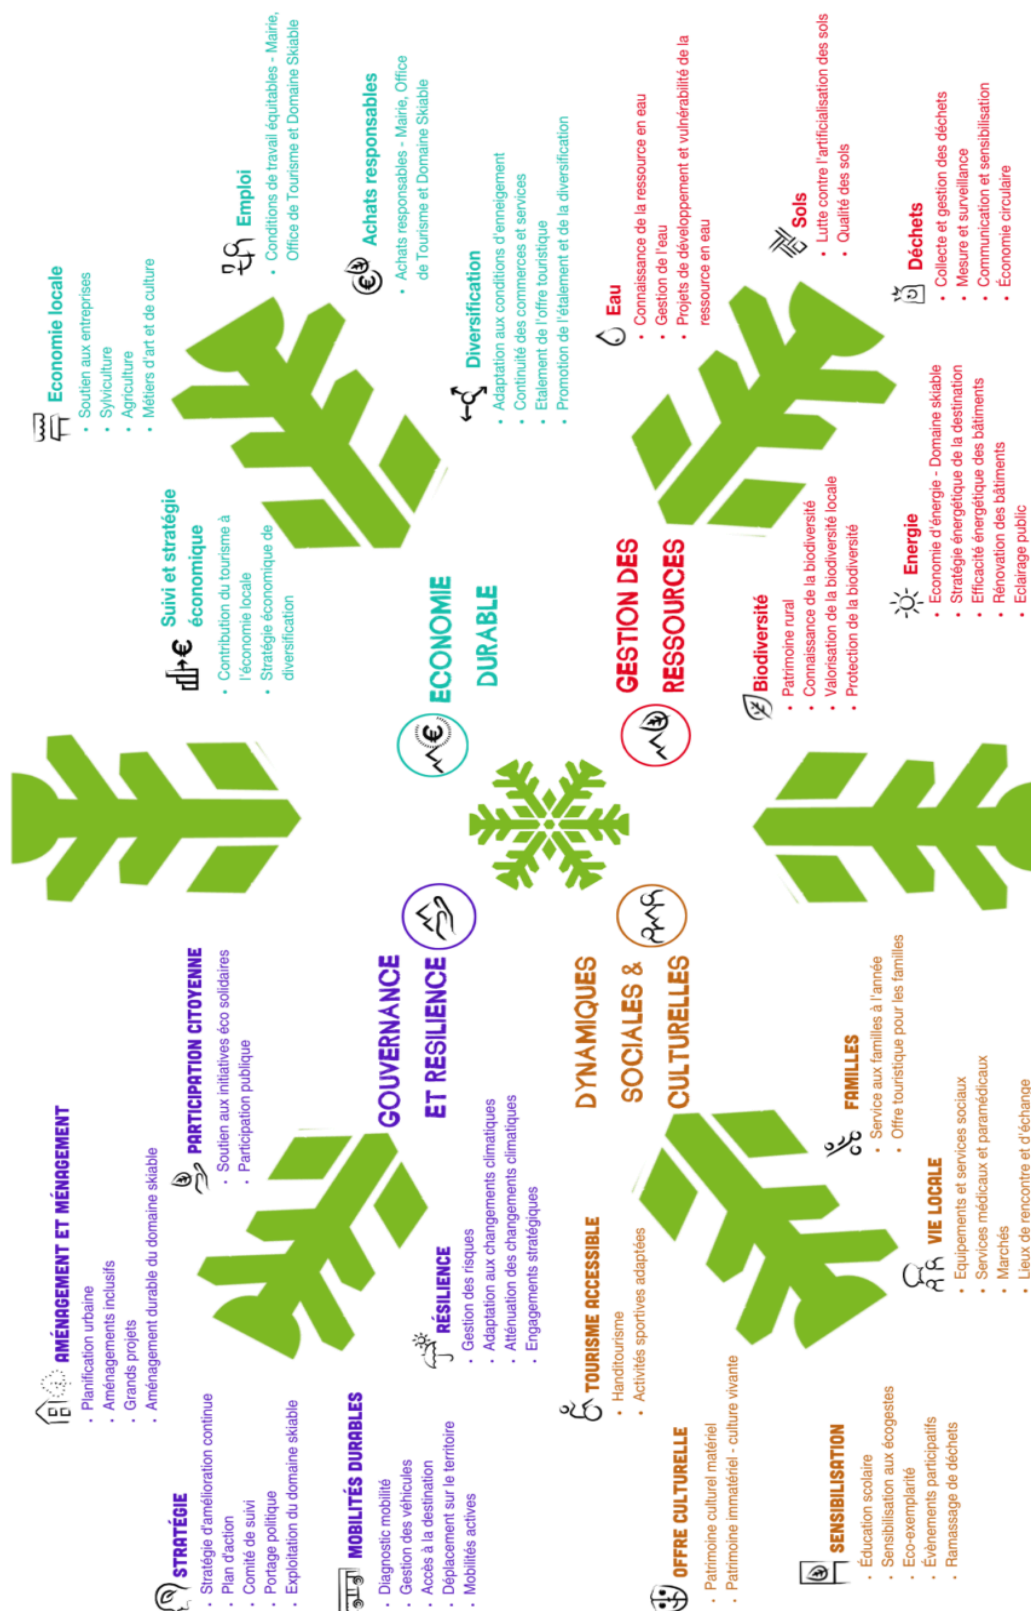 AMÉNAGEMENT ET MÉNAGEMENT
• Planification urbaine
• Aménagements inclusifs
• Grands projets
• Aménagement durable du domaine skiable
STRATÉGIE
• Stratégie d'amélioration continue
• Plan d'action
• Comité de suivi
• Portage politique
• Exploitation du domaine skiable
PARTICIPATION CITOYENNE
• Soutien aux initiatives éco solidaires
• Participation publique
MOBILITÉS DURABLES
• Diagnostic mobilité
• Gestion des véhicules
• Accès à la destination
• Déplacement sur le territoire
• Mobilités actives
RÉSILIENCE
• Gestion des risques
• Adaptation aux changements climatiques
• Atténuation des changements climatiques
• Engagements stratégiques
GOUVERNANCE
ET RESILIENCE
Economie locale
• Soutien aux entreprises
• Sylviculture
• Agriculture
• Métiers d'art et de culture
Suivi et stratégie
économique
• Contribution du tourisme à
l'économie locale
• Stratégie économique de
diversification
Emploi
• Conditions de travail équitables - Mairie,
Office de Tourisme et Domaine Skiable
Achats responsables
• Achats responsables - Mairie, Office
de Tourisme et Domaine Skiable
Diversification
• Adaptation aux conditions d'enneigement
• Continuité des commerces et services
• Etalement de l'offre touristique
• Promotion de l'étalement et de la diversification
ECONOMIE
DURABLE
DYNAMIQUES
SOCIALES &
CULTURELLES
TOURISME ACCESSIBLE
• Handitourisme
• Activités sportives adaptées
OFFRE CULTURELLE
• Patrimoine culturel matériel
• Patrimoine immatériel - culture vivante
SENSIBILISATION
• Éducation scolaire
• Sensibilisation aux écogestes
• Eco-exemplarité
• Évènements participatifs
• Ramassage de déchets
FAMILLES
• Service aux familles à l'année
• Offre touristique pour les familles
VIE LOCALE
• Equipements et services sociaux
• Services médicaux et paramédicaux
• Marchés
• Lieux de rencontre et d'échange
GESTION DES
RESSOURCES
Eau
• Connaissance de la ressource en eau
• Gestion de l'eau
• Projets de développement et vulnérabilité de la
ressource en eau
Sols
• Lutte contre l'artificialisation des sols
• Qualité des sols
Biodiversité
• Patrimoine rural
• Connaissance de la biodiversité
• Valorisation de la biodiversité locale
• Protection de la biodiversité
Déchets
• Collecte et gestion des déchets
• Mesure et surveillance
• Communication et sensibilisation
• Économie circulaire
Energie
• Economie d'énergie - Domaine skiable
• Stratégie énergétique de la destination
• Efficacité énergétique des bâtiments
• Rénovation des bâtiments
• Eclairage public